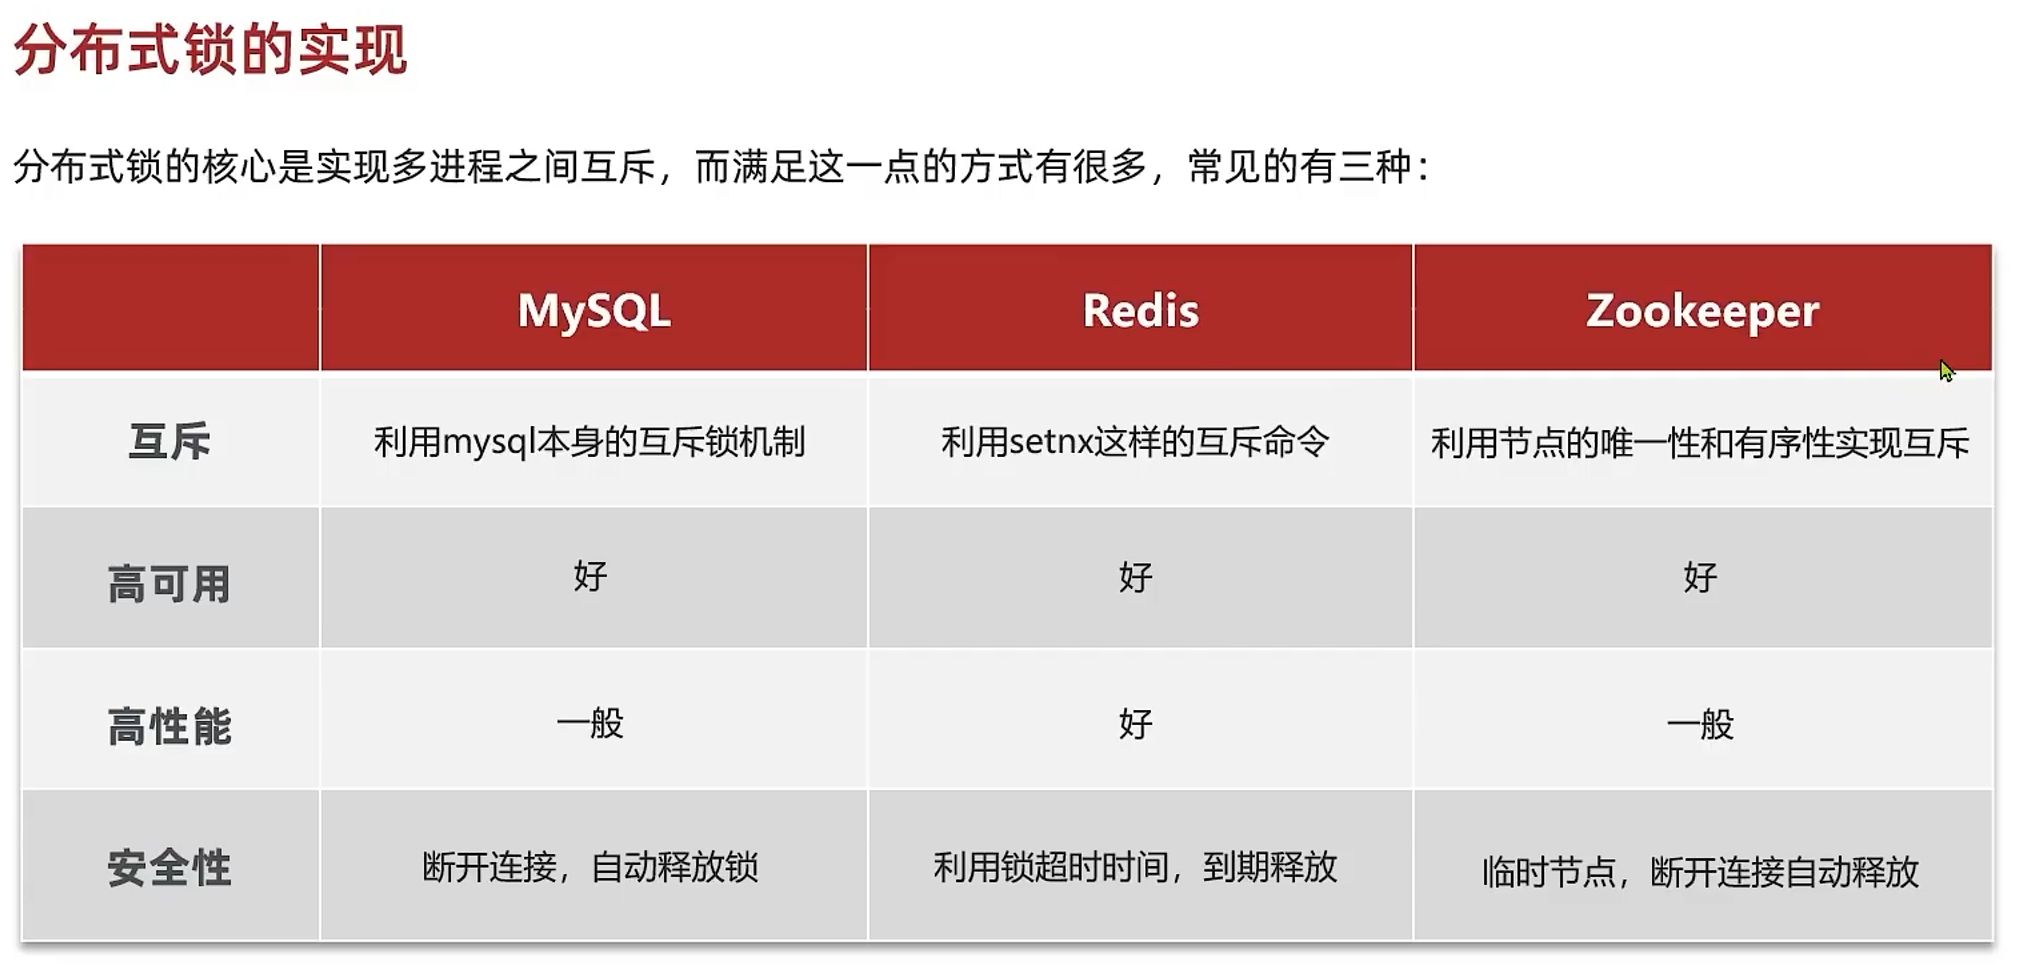 分布式锁的实现
分布式锁的核心是实现多进程之间互斥，而满足这一点的方式有很多，常见的有三种：
MySQL Redis Zookeeper
互斥 利用mysql本身的互斥锁机制 利用setnx这样的互斥命令 利用节点的唯一性和有序性实现互斥
高可用 好 好 好
高性能 一般 好 一般
安全性 断开连接，自动释放锁 利用锁超时时间，到期释放 临时节点，断开连接自动释放